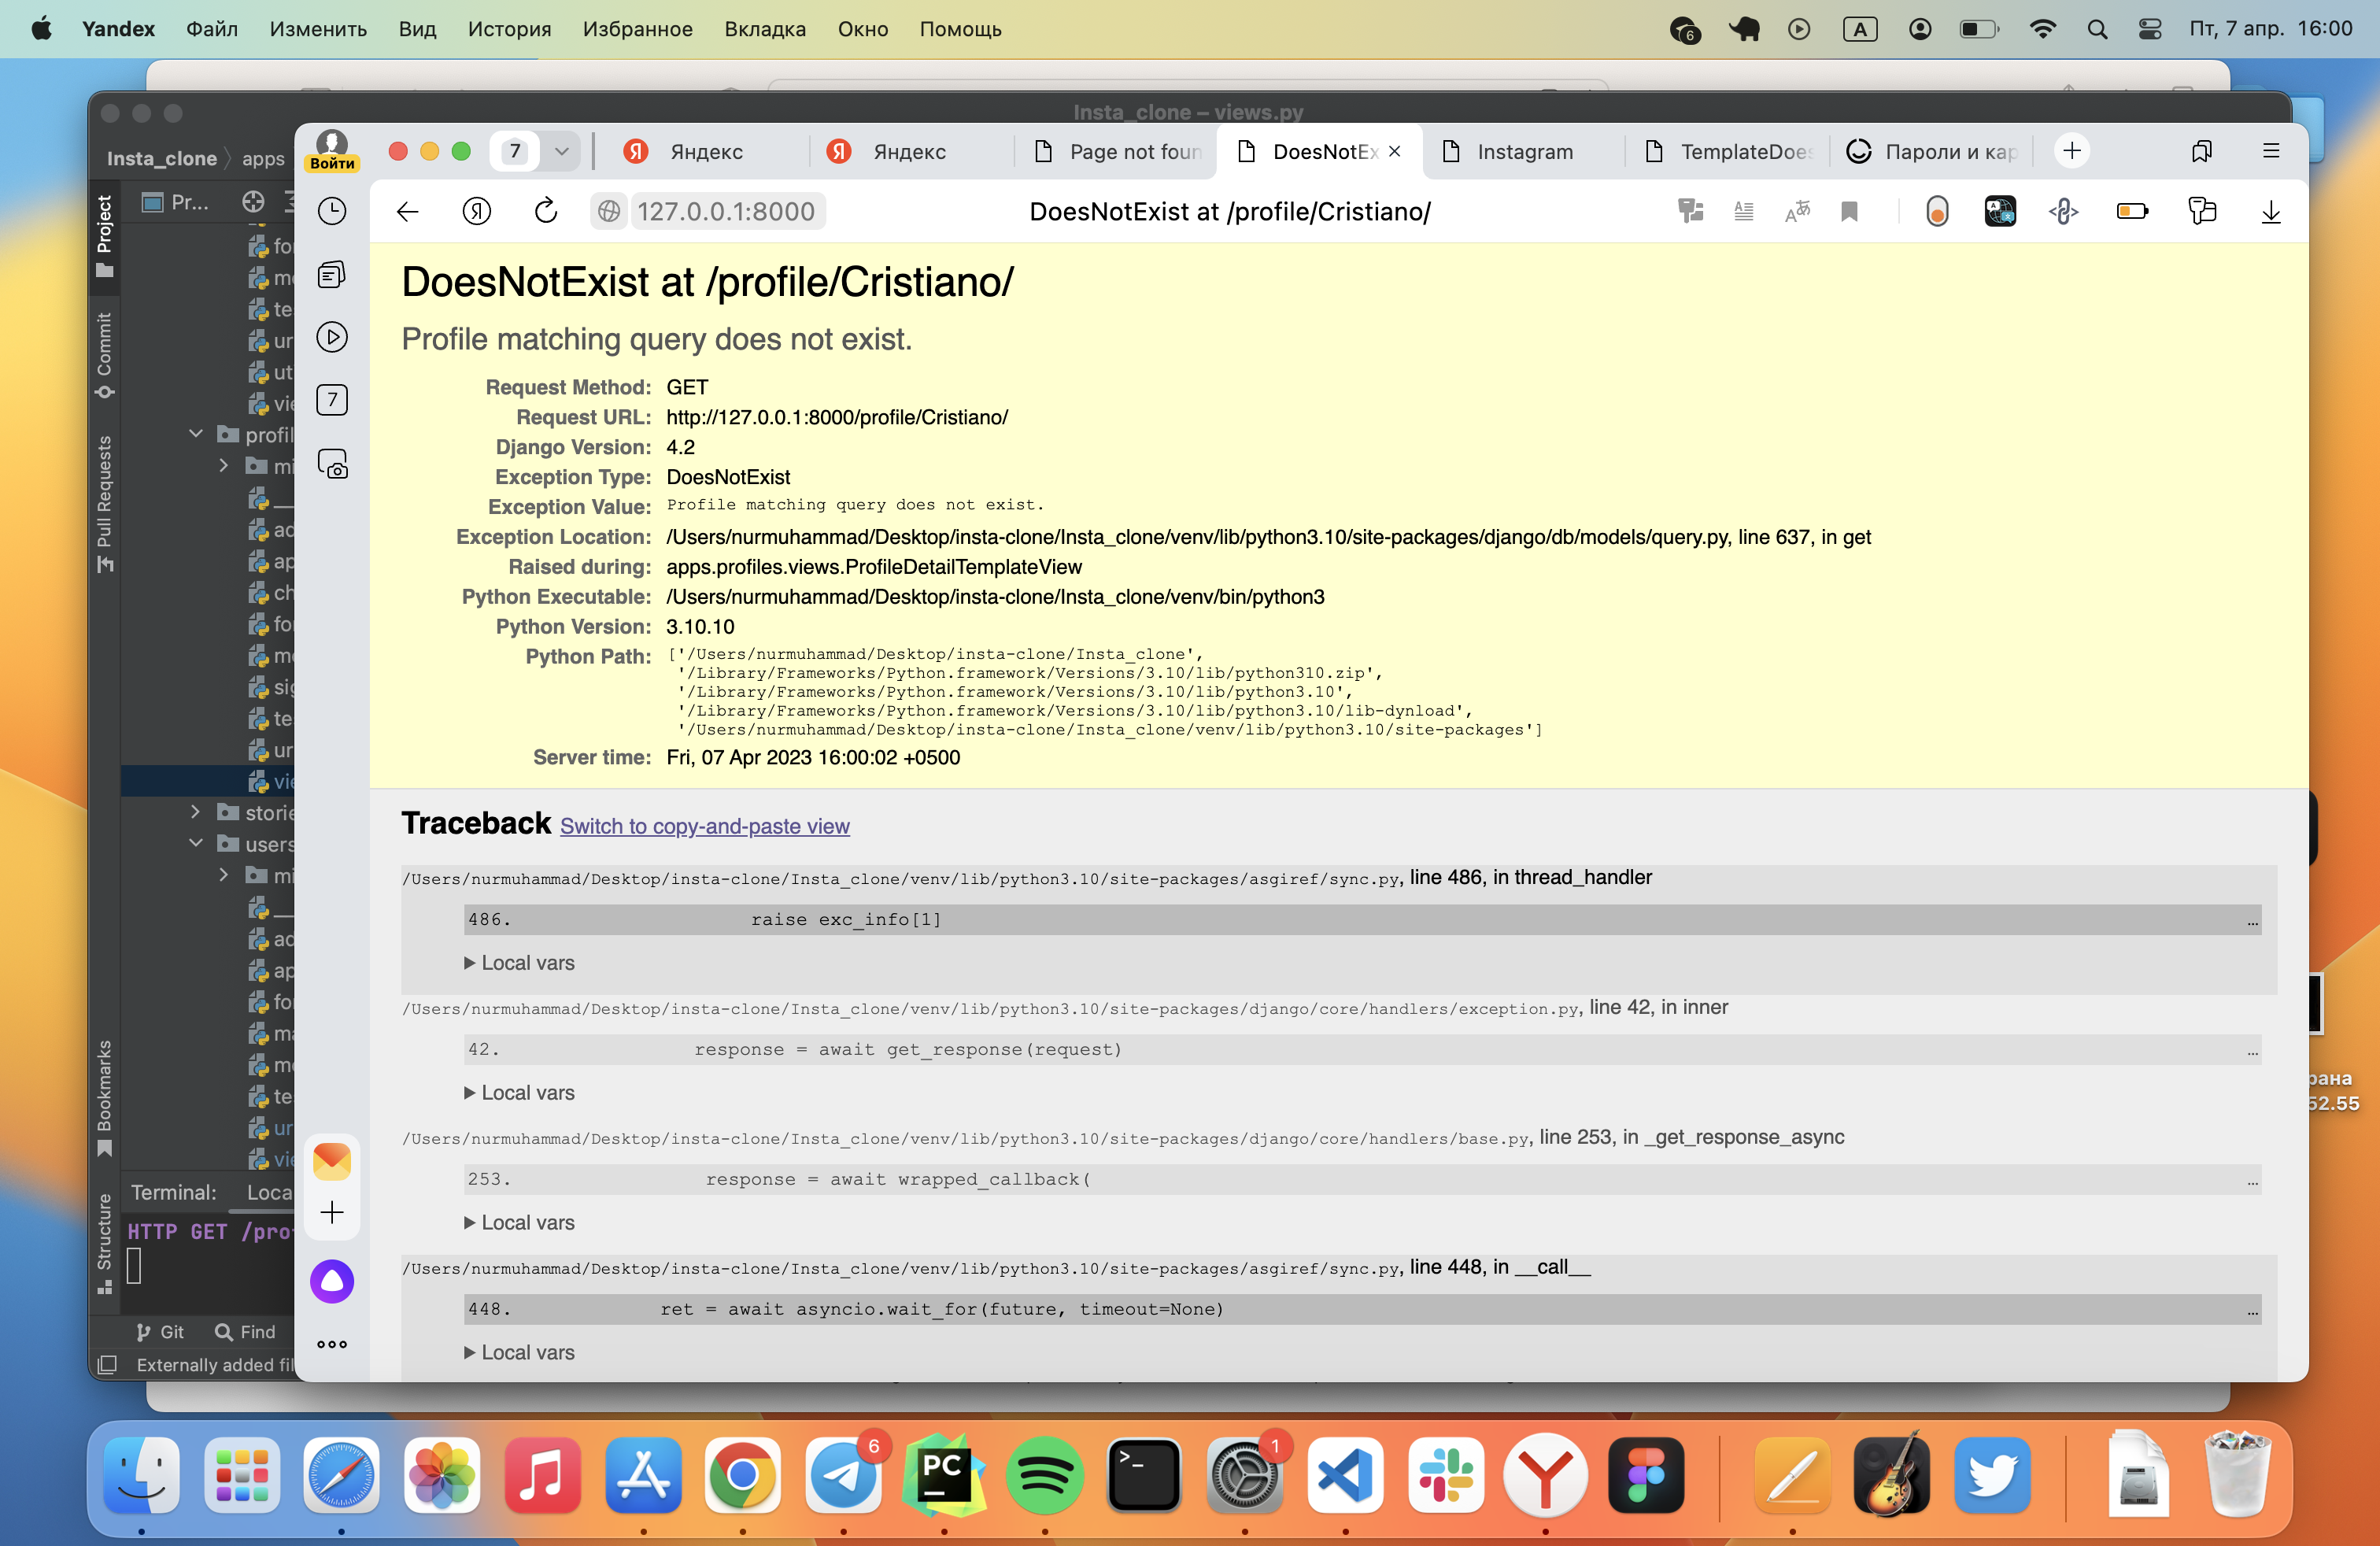 Yandex Файл Изменить Вид История Избранное Вкладка Окно Помощь
6 A Пт, 7 апр. 16:00
Insta_clone – views.py
Insta_clone apps
Войти
7
Яндекс
Яндекс
Page not foun
DoesNotEx
Instagram
TemplateDoes
Пароли и кар
Project
Pr...
127.0.0.1:8000
DoesNotExist at /profile/Cristiano/
DoesNotExist at /profile/Cristiano/
Profile matching query does not exist.
Request Method: GET
Request URL: http://127.0.0.1:8000/profile/Cristiano/
Django Version: 4.2
Exception Type: DoesNotExist
Exception Value: Profile matching query does not exist.
Exception Location: /Users/nurmuhammad/Desktop/insta-clone/Insta_clone/venv/lib/python3.10/site-packages/django/db/models/query.py, line 637, in get
Raised during: apps.profiles.views.ProfileDetailTemplateView
Python Executable: /Users/nurmuhammad/Desktop/insta-clone/Insta_clone/venv/bin/python3
Python Version: 3.10.10
Python Path: ['/Users/nurmuhammad/Desktop/insta-clone/Insta_clone',
'/Library/Frameworks/Python.framework/Versions/3.10/lib/python310.zip',
'/Library/Frameworks/Python.framework/Versions/3.10/lib/python3.10',
'/Library/Frameworks/Python.framework/Versions/3.10/lib/python3.10/lib-dynload',
'/Users/nurmuhammad/Desktop/insta-clone/Insta_clone/venv/lib/python3.10/site-packages']
Server time: Fri, 07 Apr 2023 16:00:02 +0500
Traceback Switch to copy-and-paste view
/Users/nurmuhammad/Desktop/insta-clone/Insta_clone/venv/lib/python3.10/site-packages/asgiref/sync.py, line 486, in thread_handler
486. raise exc_info[1] …
Local vars
/Users/nurmuhammad/Desktop/insta-clone/Insta_clone/venv/lib/python3.10/site-packages/django/core/handlers/exception.py, line 42, in inner
42. response = await get_response(request) …
Local vars
/Users/nurmuhammad/Desktop/insta-clone/Insta_clone/venv/lib/python3.10/site-packages/django/core/handlers/base.py, line 253, in _get_response_async
253. response = await wrapped_callback( …
Local vars
/Users/nurmuhammad/Desktop/insta-clone/Insta_clone/venv/lib/python3.10/site-packages/asgiref/sync.py, line 448, in __call__
448. ret = await asyncio.wait_for(future, timeout=None) …
Local vars
7
Commit
Pull Requests
Bookmarks
Structure
fo
me
te
ur
ut
vie
profil
mi
__
ad
ap
ch
fo
me
sig
te
ur
vie
storie
users
mi
__
ad
ap
fo
ma
me
te
ur
vie
Terminal: Loca
HTTP GET /pro
Git Find
Externally added fil
рана
52.55
6
PC
1